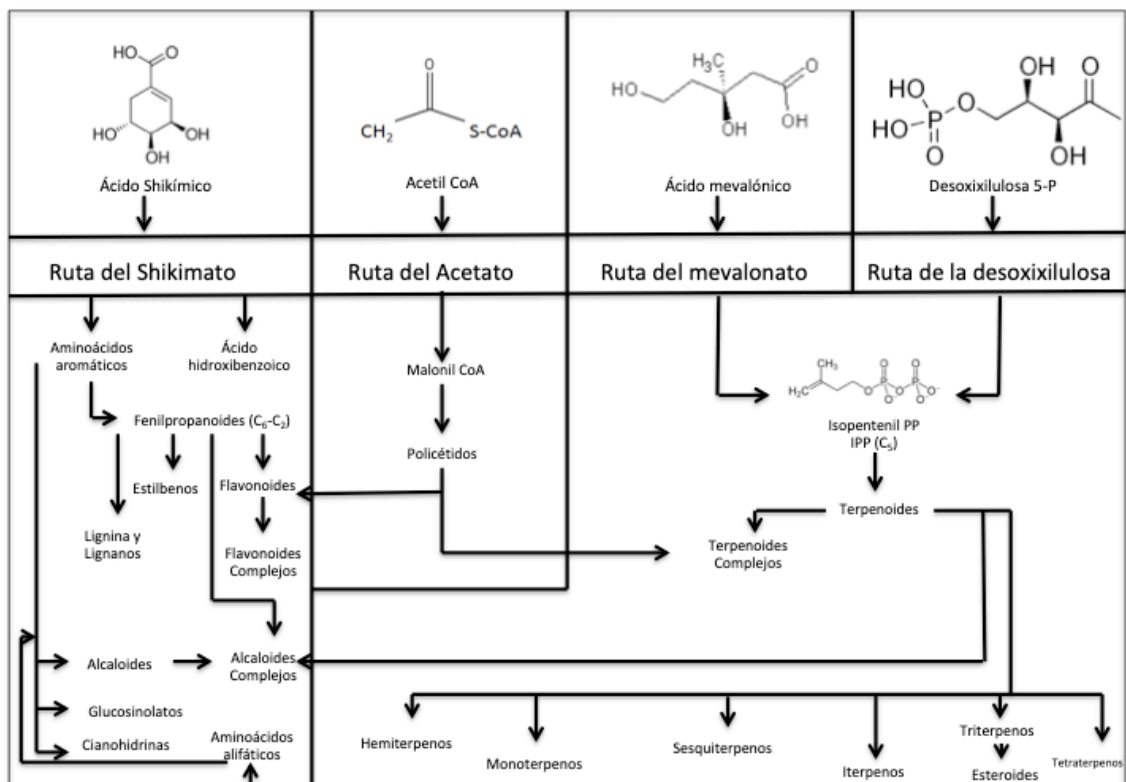 HO
O
HO
OH
OH
Ácido Shikímico
O
CH2
S-CoA
Acetil CoA
H3C
HO
O
OH
OH
Ácido mevalónico
OH
O
HO
O
HO
P
O
OH
Desoxixilulosa 5-P
Ruta del Shikimato
Ruta del Acetato
Ruta del mevalonato
Ruta de la desoxixilulosa
Aminoácidos
aromáticos
Ácido
hidroxibenzoico
Malonil CoA
CH3
O
O
H2C
O
P
O
P
O-
O-
O-
Isopentenil PP
IPP (C5)
Fenilpropanoides (C6-C2)
Policétidos
Estilbenos
Flavonoides
Terpenoides
Lignina y
Lignanos
Flavonoides
Complejos
Terpenoides
Complejos
Alcaloides
Alcaloides
Complejos
Glucosinolatos
Cianohidrinas
Aminoácidos
alifáticos
Hemiterpenos
Monoterpenos
Sesquiterpenos
Iterpenos
Triterpenos
Esteroides
Tetraterpenos